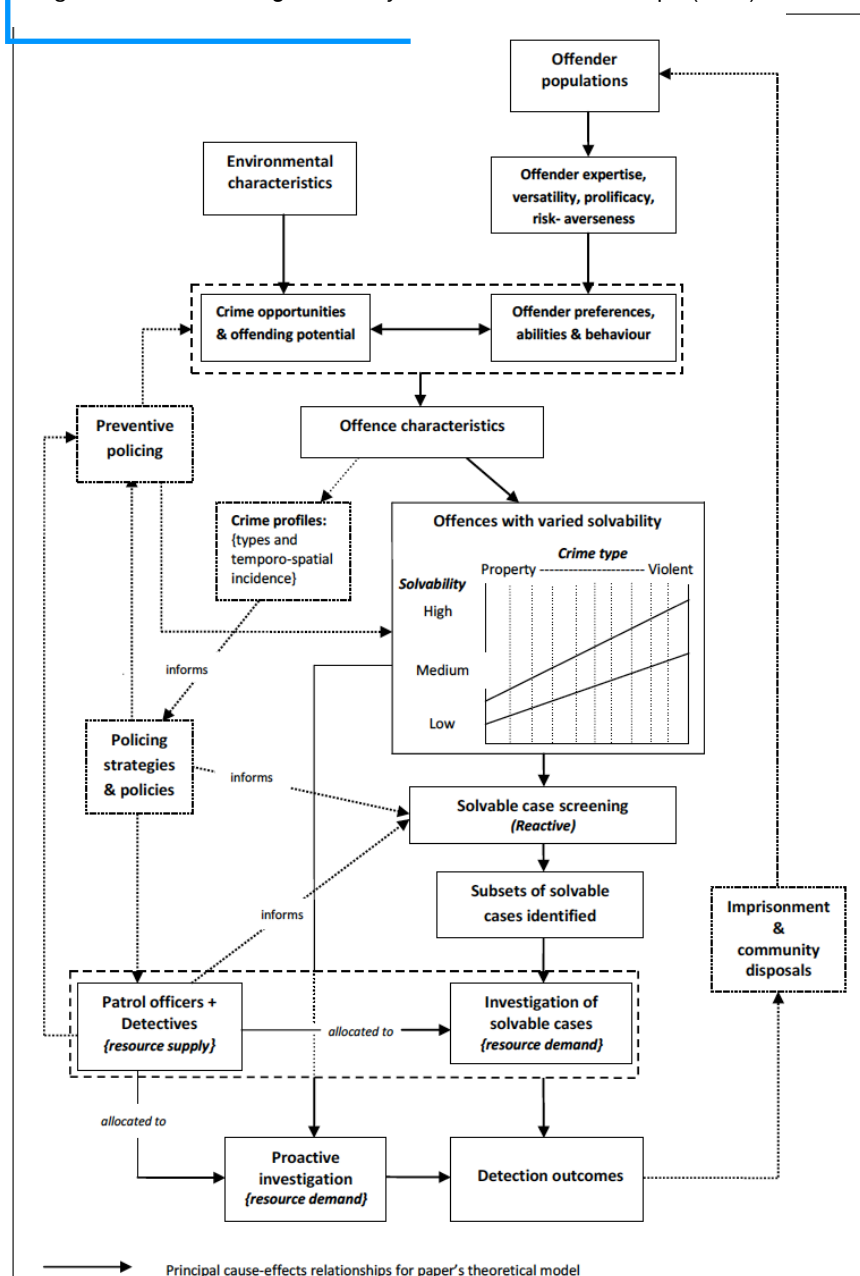 Offender
populations
Environmental
characteristics
Offender expertise,
versatility, prolificacy,
risk- averseness
Crime opportunities
& offending potential
Offender preferences,
abilities & behaviour
Preventive
policing
Offence characteristics
Crime profiles:
{types and
temporo-spatial
incidence}
Offences with varied solvability
Crime type
Property ---------------------- Violent
Solvability
High
Medium
Low
informs
Policing
strategies
& policies
informs
Solvable case screening
(Reactive)
informs
Subsets of solvable
cases identified
Imprisonment
&
community
disposals
Patrol officers +
Detectives
{resource supply}
allocated to
Investigation of
solvable cases
{resource demand}
allocated to
Proactive
investigation
{resource demand}
Detection outcomes
Principal cause-effects relationships for paper's theoretical model